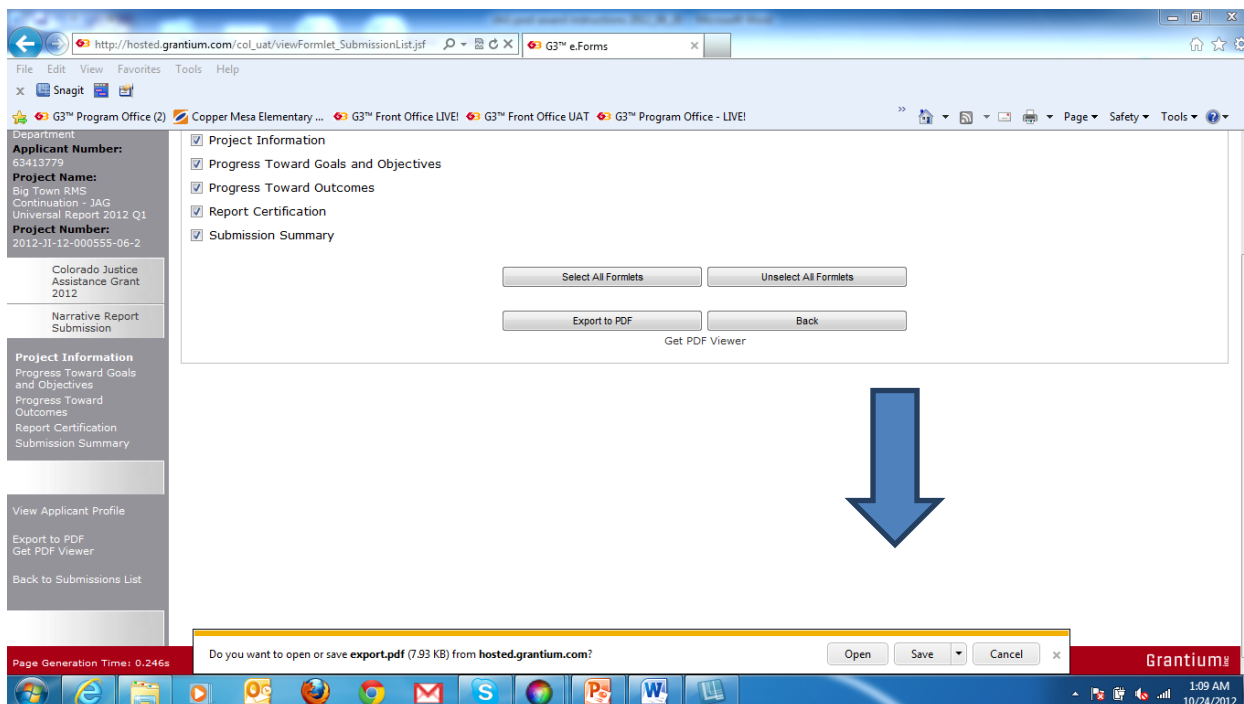 http://hosted.grantium.com/col_uat/viewFormlet_SubmissionList.jsf
G3™ e.Forms
File Edit View Favorites Tools Help
Snagit
G3™ Program Office (2) Copper Mesa Elementary ... G3™ Front Office LIVE! G3™ Front Office UAT G3™ Program Office - LIVE!
Page Safety Tools
Department
Applicant Number:
63413779
Project Name:
Big Town RMS
Continuation - JAG
Universal Report 2012 Q1
Project Number:
2012-JI-12-000555-06-2
Colorado Justice
Assistance Grant
2012
Narrative Report
Submission
Project Information
Progress Toward Goals
and Objectives
Progress Toward
Outcomes
Report Certification
Submission Summary
View Applicant Profile
Export to PDF
Get PDF Viewer
Back to Submissions List
Page Generation Time: 0.246s
Project Information
Progress Toward Goals and Objectives
Progress Toward Outcomes
Report Certification
Submission Summary
Select All Formlets Unselect All Formlets
Export to PDF Back
Get PDF Viewer
Do you want to open or save export.pdf (7.93 KB) from hosted.grantium.com?
Open Save Cancel
Grantium
1:09 AM
10/24/2012